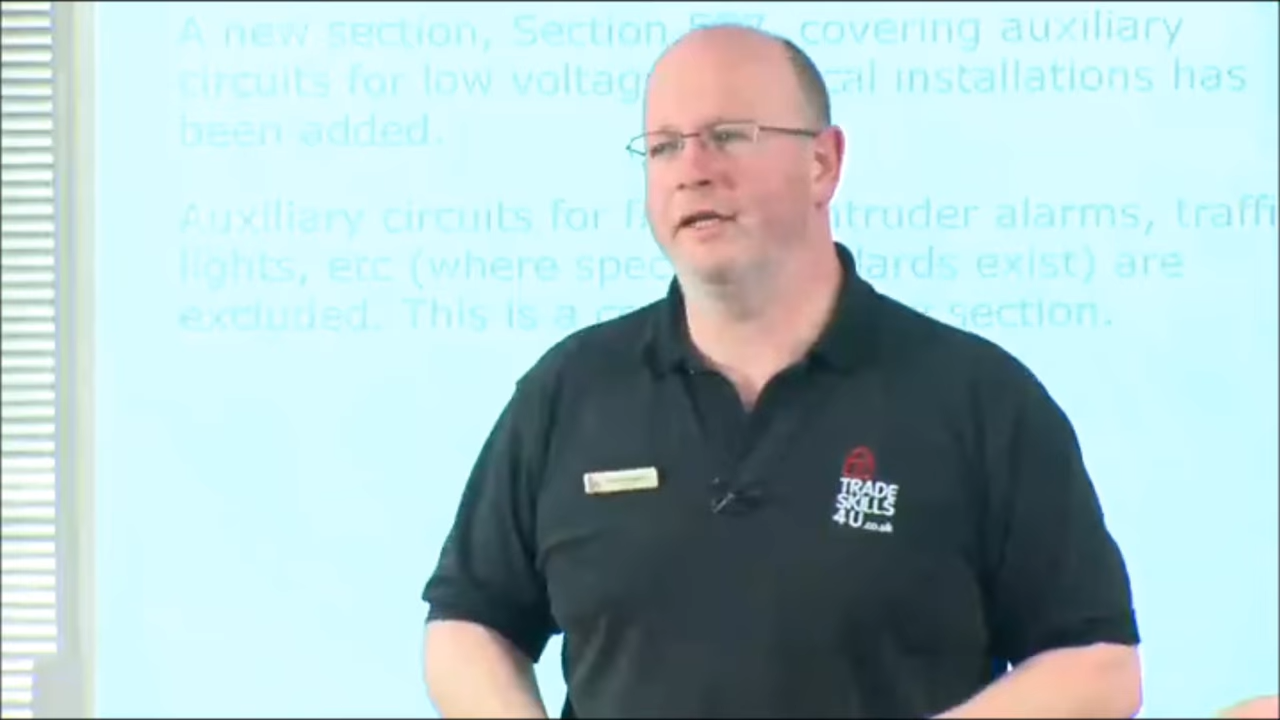 A new section, Section 557, covering auxiliary
circuits for low voltag cal installations has
been added.
Auxiliary circuits for f ntruder alarms, traffi
lights, etc (where spec dards exist) are
excluded. This is a c section.
TRADE
SKILLS
4U.co.uk